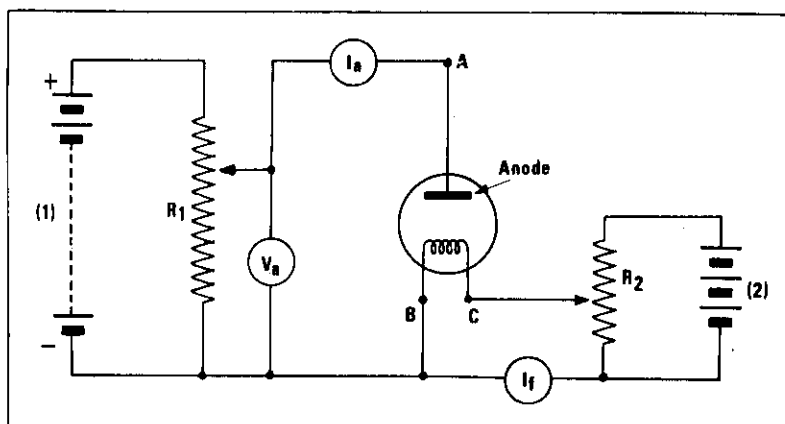 Ia
A
+
Anode
(1)
R1
Va
R2
(2)
B
C
−
If